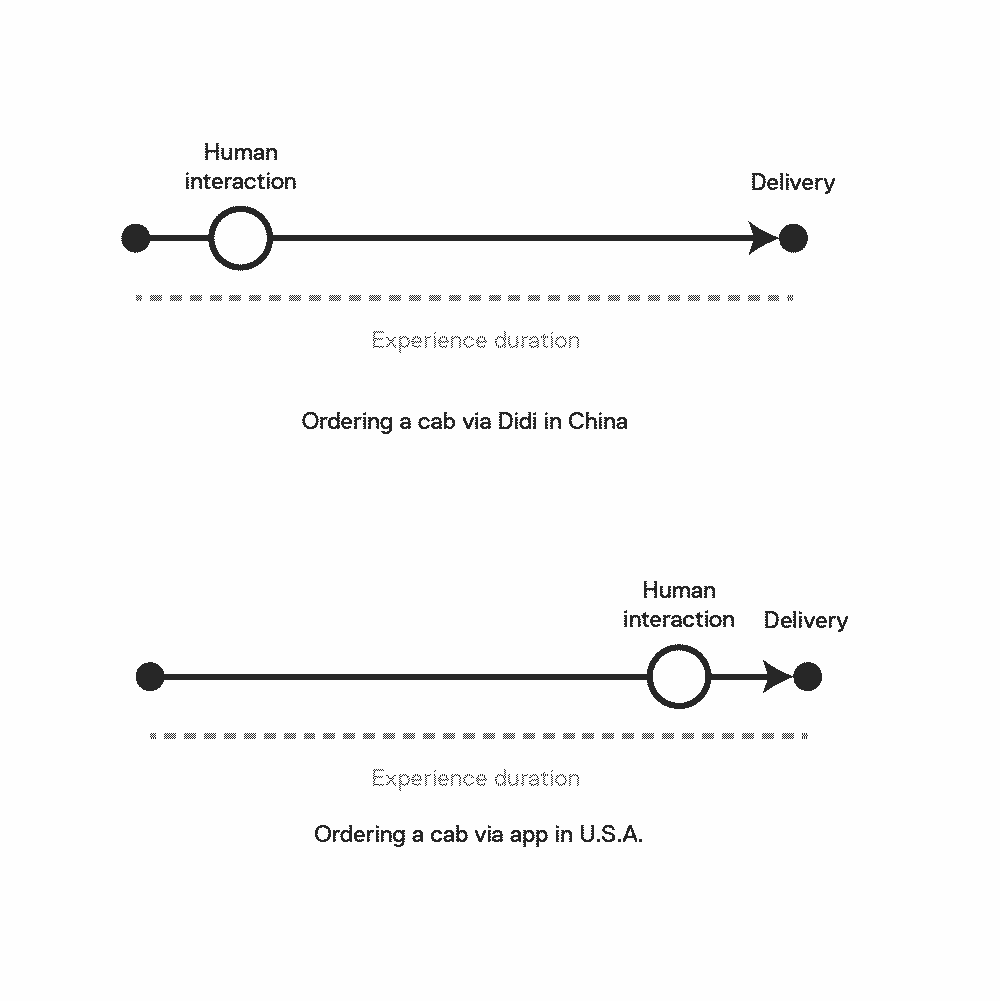 Human
interaction
Delivery
Experience duration
Ordering a cab via Didi in China
Human
interaction
Delivery
Experience duration
Ordering a cab via app in U.S.A.